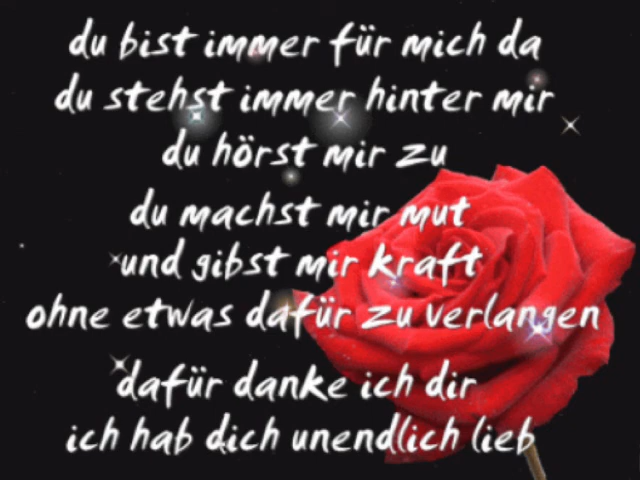 du bist immer für mich da
du stehst immer hinter mir
du hörst mir zu
du machst mir mut
und gibst mir kraft
ohne etwas dafür zu verlangen
dafür danke ich dir
ich hab dich unendlich lieb